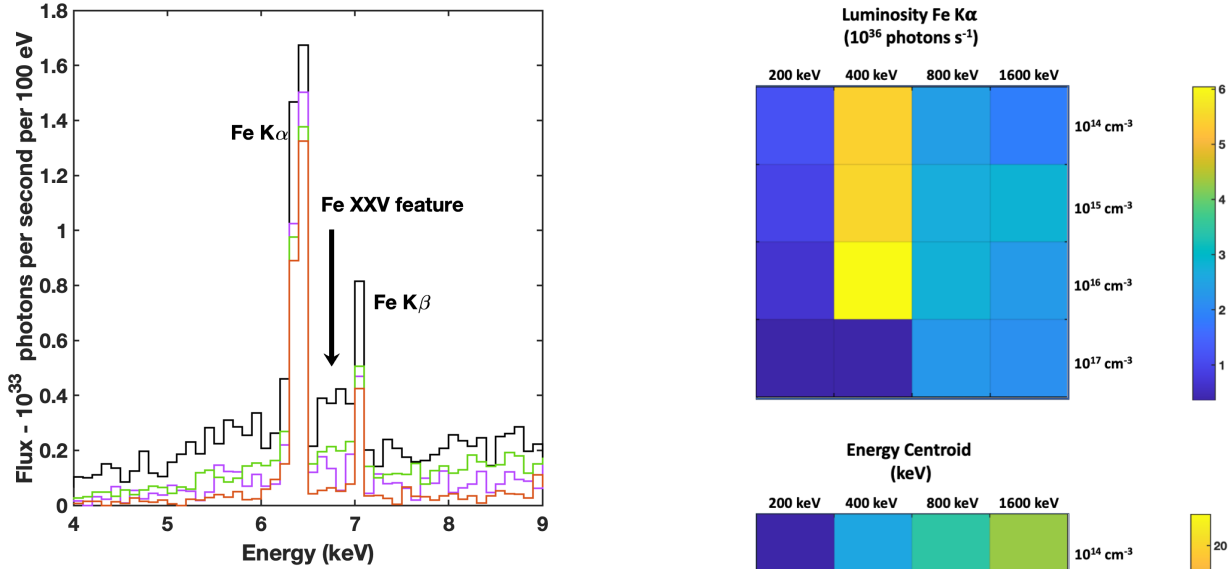 1.8
1.6
1.4
1.2
1
0.8
0.6
0.4
0.2
0
4
5
6
7
8
9
Flux - 10³³ photons per second per 100 eV
Energy (keV)
Fe Kα
Fe XXV feature
Fe Kβ
Luminosity Fe Kα
(10³⁶ photons s⁻¹)
200 keV 400 keV 800 keV 1600 keV
10¹⁴ cm⁻³
10¹⁵ cm⁻³
10¹⁶ cm⁻³
10¹⁷ cm⁻³
6
5
4
3
2
1
Energy Centroid
(keV)
200 keV 400 keV 800 keV 1600 keV
10¹⁴ cm⁻³
20